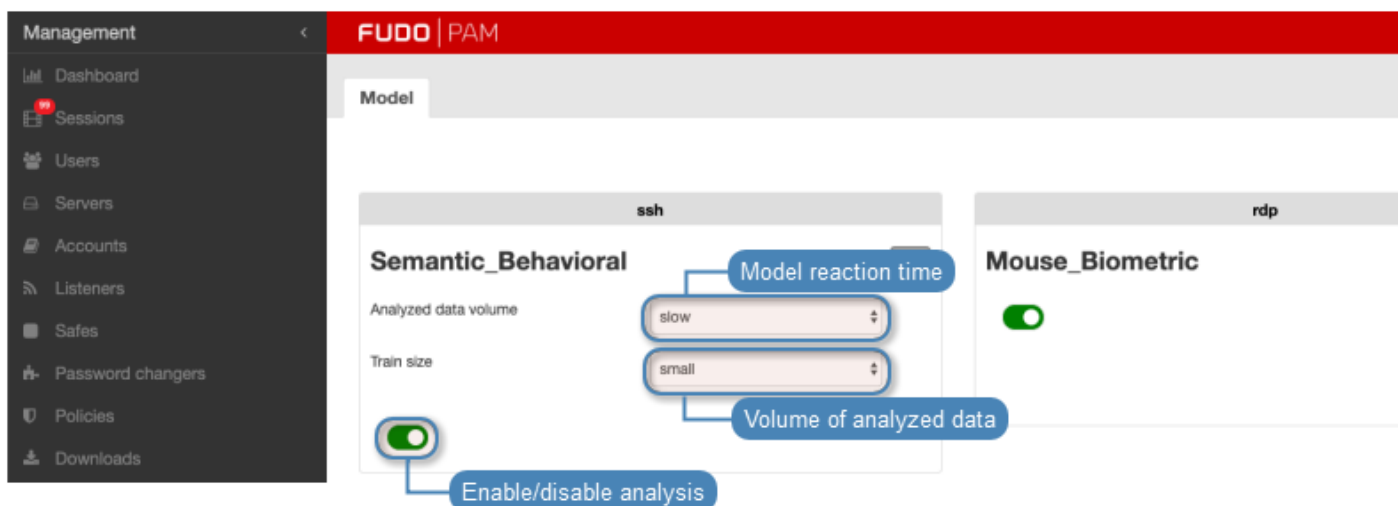 Management
FUDO PAM
Dashboard
99
Sessions
Users
Servers
Accounts
Listeners
Safes
Password changers
Policies
Downloads
Model
ssh
Semantic_Behavioral
Model reaction time
Analyzed data volume
slow
Train size
small
Volume of analyzed data
Enable/disable analysis
rdp
Mouse_Biometric